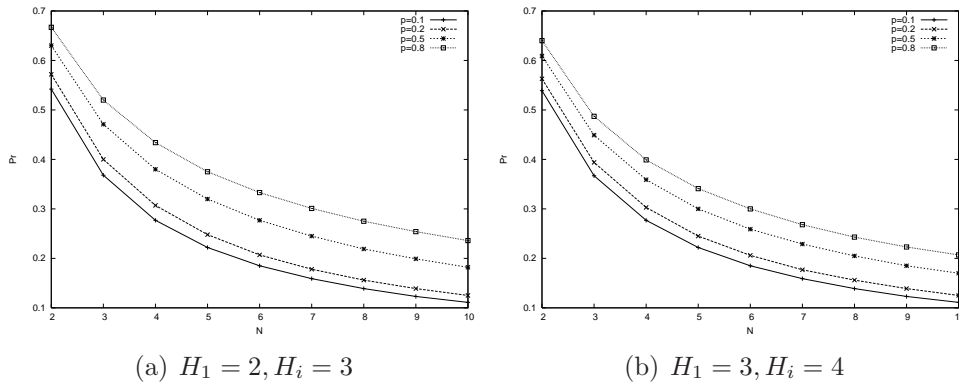 0.7
0.6
0.5
0.4
0.3
0.2
0.1
Pr
2 3 4 5 6 7 8 9 10
N
p=0.1
p=0.2
p=0.5
p=0.8
(a) H₁ = 2, Hᵢ = 3
0.7
0.6
0.5
0.4
0.3
0.2
0.1
Pr
2 3 4 5 6 7 8 9 1
N
p=0.1
p=0.2
p=0.5
p=0.8
(b) H₁ = 3, Hᵢ = 4